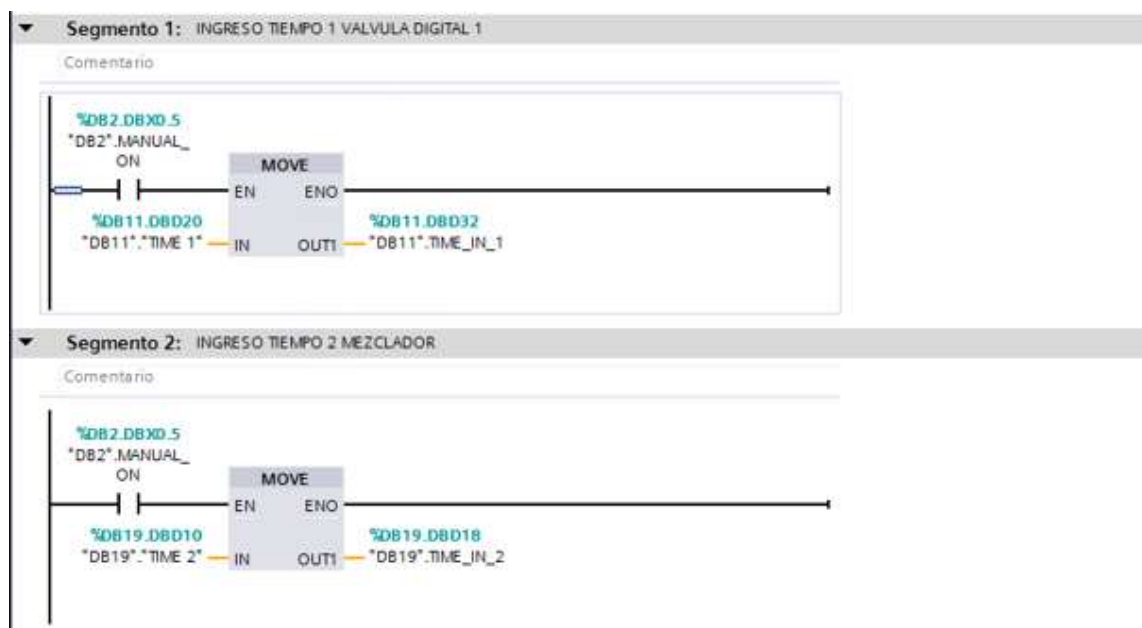 Segmento 1: INGRESO TIEMPO 1 VALVULA DIGITAL 1
Comentario
%DB2.DBX0.5
"DB2".MANUAL_
ON
MOVE
EN ENO
%DB11.DBD20 %DB11.DBD32
"DB11"."TIME 1" IN OUT1 "DB11".TIME_IN_1
Segmento 2: INGRESO TIEMPO 2 MEZCLADOR
Comentario
%DB2.DBX0.5
"DB2".MANUAL_
ON
MOVE
EN ENO
%DB19.DBD10 %DB19.DBD18
"DB19"."TIME 2" IN OUT1 "DB19".TIME_IN_2